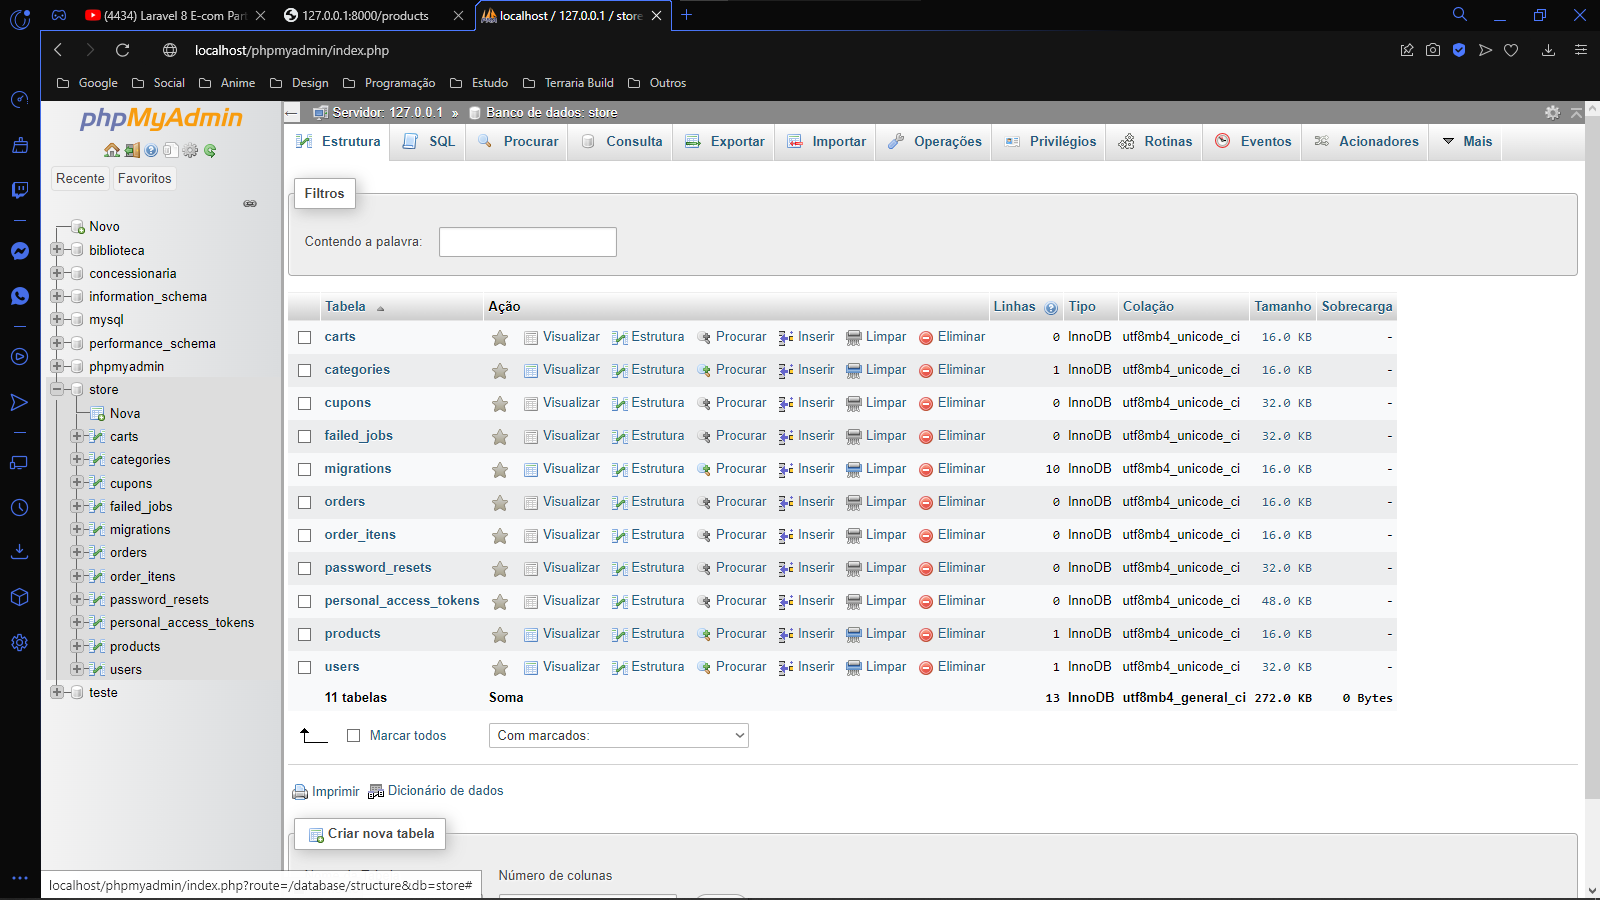 (4434) Laravel 8 E-com Part
127.0.0.1:8000/products
localhost / 127.0.0.1 / store
localhost/phpmyadmin/index.php
Google Social Anime Design Programação Estudo Terraria Build Outros
phpMyAdmin
Recente Favoritos
Novo
biblioteca
concessionaria
information_schema
mysql
performance_schema
phpmyadmin
store
Nova
carts
categories
cupons
failed_jobs
migrations
orders
order_itens
password_resets
personal_access_tokens
products
users
teste
Servidor: 127.0.0.1 » Banco de dados: store
Estrutura SQL Procurar Consulta Exportar Importar Operações Privilégios Rotinas Eventos Acionadores Mais
Filtros
Contendo a palavra:
Tabela Ação Linhas Tipo Colação Tamanho Sobrecarga
carts Visualizar Estrutura Procurar Inserir Limpar Eliminar 0 InnoDB utf8mb4_unicode_ci 16.0 KB -
categories Visualizar Estrutura Procurar Inserir Limpar Eliminar 1 InnoDB utf8mb4_unicode_ci 16.0 KB -
cupons Visualizar Estrutura Procurar Inserir Limpar Eliminar 0 InnoDB utf8mb4_unicode_ci 32.0 KB -
failed_jobs Visualizar Estrutura Procurar Inserir Limpar Eliminar 0 InnoDB utf8mb4_unicode_ci 32.0 KB -
migrations Visualizar Estrutura Procurar Inserir Limpar Eliminar 10 InnoDB utf8mb4_unicode_ci 16.0 KB -
orders Visualizar Estrutura Procurar Inserir Limpar Eliminar 0 InnoDB utf8mb4_unicode_ci 16.0 KB -
order_itens Visualizar Estrutura Procurar Inserir Limpar Eliminar 0 InnoDB utf8mb4_unicode_ci 16.0 KB -
password_resets Visualizar Estrutura Procurar Inserir Limpar Eliminar 0 InnoDB utf8mb4_unicode_ci 32.0 KB -
personal_access_tokens Visualizar Estrutura Procurar Inserir Limpar Eliminar 0 InnoDB utf8mb4_unicode_ci 48.0 KB -
products Visualizar Estrutura Procurar Inserir Limpar Eliminar 1 InnoDB utf8mb4_unicode_ci 16.0 KB -
users Visualizar Estrutura Procurar Inserir Limpar Eliminar 1 InnoDB utf8mb4_unicode_ci 32.0 KB -
11 tabelas Soma 13 InnoDB utf8mb4_general_ci 272.0 KB 0 Bytes
Marcar todos Com marcados:
Imprimir Dicionário de dados
Criar nova tabela
Número de colunas
localhost/phpmyadmin/index.php?route=/database/structure&db=store#